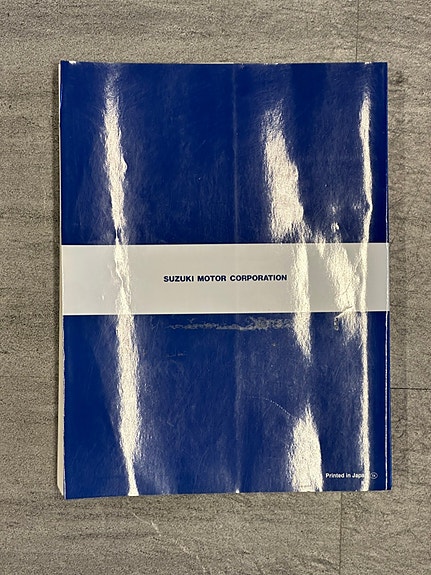 SUZUKI MOTOR CORPORATION
Printed in Japan